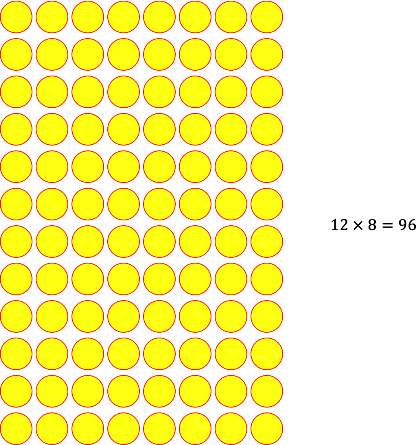 12 × 8 = 96